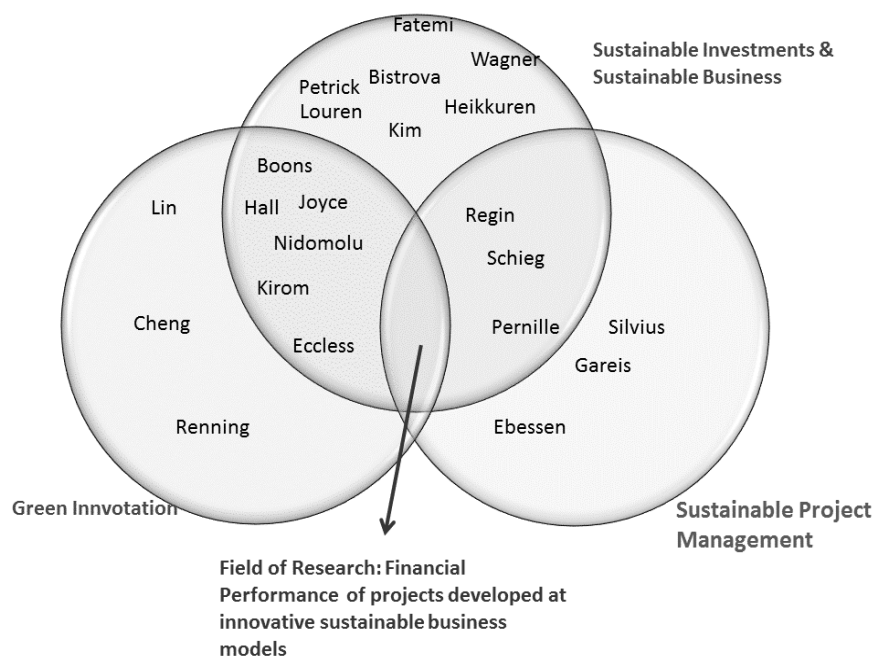 Fatemi
Wagner
Sustainable Investments &
Sustainable Business
Bistrova
Petrick
Louren
Heikkuren
Kim
Boons
Lin
Hall
Joyce
Regin
Nidomolu
Schieg
Kirom
Cheng
Pernille
Silvius
Eccless
Gareis
Renning
Ebessen
Green Innvotation
Sustainable Project
Management
Field of Research: Financial
Performance of projects developed at
innovative sustainable business
models